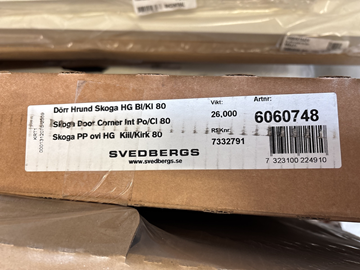 Dörr Hrund Skoga HG Bl/Kl 80
Skoga Door Corner Int Po/Cl 80
Skoga PP ovi HG Kiil/Kirk 80
Vikt:
26,000
RSKnr:
7332791
Artnr:
6060748
SVEDBERGS
www.svedbergs.se
7 323100 224910